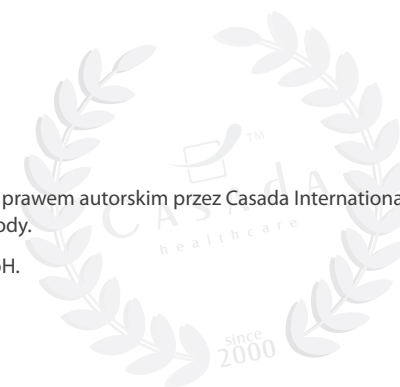 prawem autorskim przez Casada Internationa
ody.
H.
TM
CASADA
healthcare
since
2000